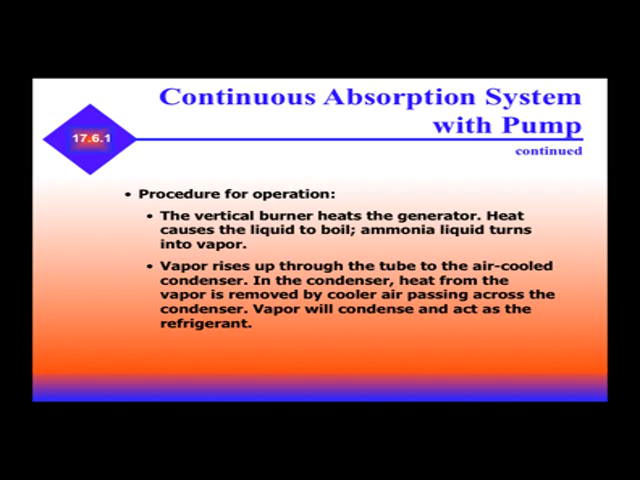 Continuous Absorption System
with Pump
17.6.1
continued
• Procedure for operation:
• The vertical burner heats the generator. Heat
causes the liquid to boil; ammonia liquid turns
into vapor.
• Vapor rises up through the tube to the air-cooled
condenser. In the condenser, heat from the
vapor is removed by cooler air passing across the
condenser. Vapor will condense and act as the
refrigerant.